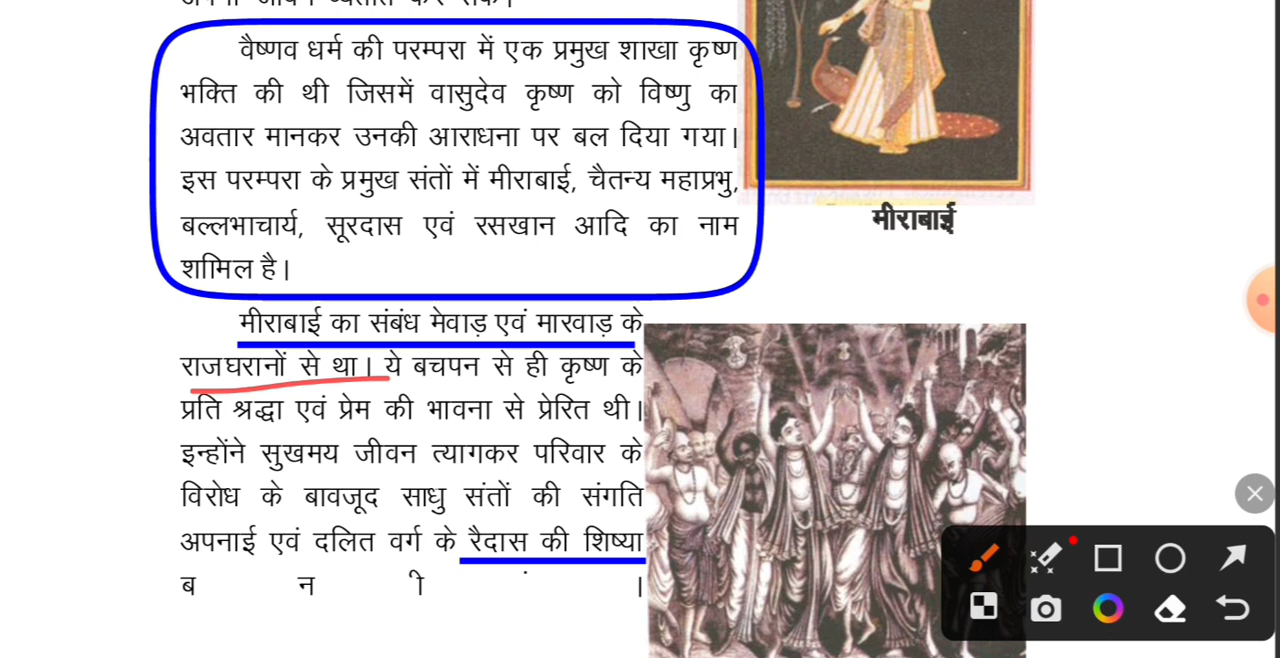 वैष्णव धर्म की परम्परा में एक प्रमुख शाखा कृष्ण
भक्ति की थी जिसमें वासुदेव कृष्ण को विष्णु का
अवतार मानकर उनकी आराधना पर बल दिया गया।
इस परम्परा के प्रमुख संतों में मीराबाई, चैतन्य महाप्रभु,
बल्लभाचार्य, सूरदास एवं रसखान आदि का नाम
शामिल है।
मीराबाई
मीराबाई का संबंध मेवाड़ एवं मारवाड़ के
राजघरानों से था। ये बचपन से ही कृष्ण के
प्रति श्रद्धा एवं प्रेम की भावना से प्रेरित थी।
इन्होंने सुखमय जीवन त्यागकर परिवार के
विरोध के बावजूद साधु संतों की संगति
अपनाई एवं दलित वर्ग के रैदास की शिष्या
ब न ीं ।